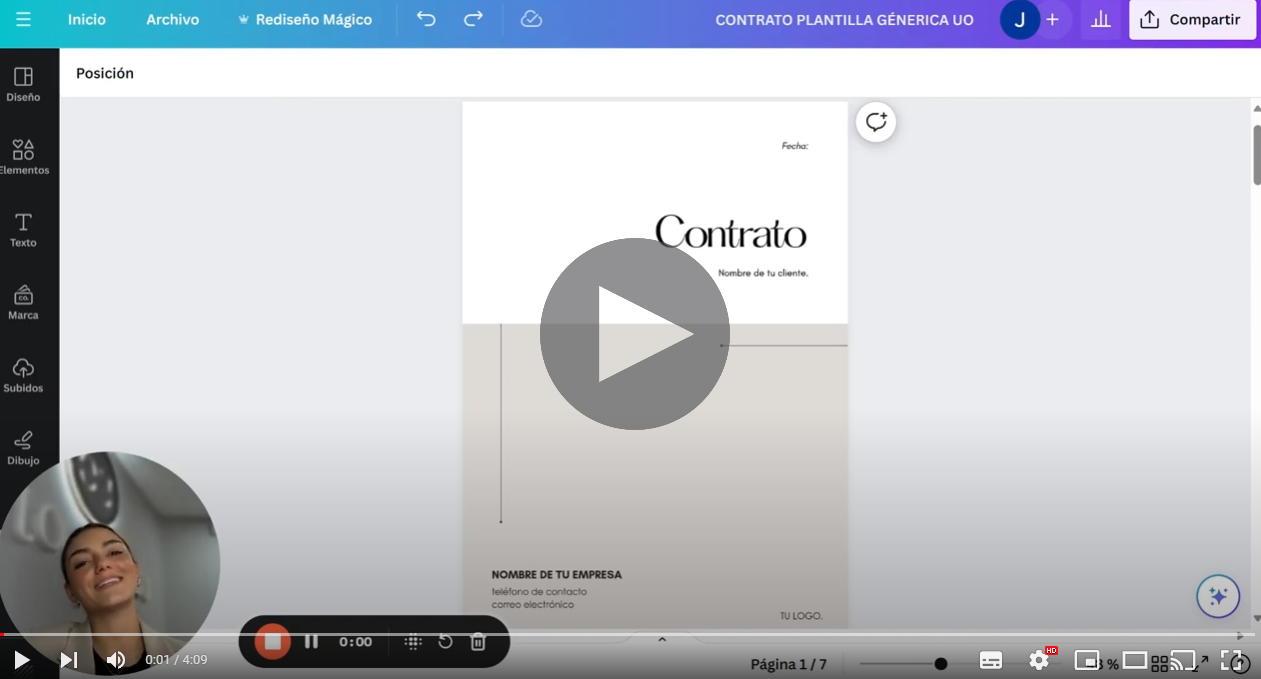 Inicio
Archivo
Rediseño Mágico
CONTRATO PLANTILLA GÉNERICA UO
J
+
Compartir
Posición
Diseño
Elementos
Texto
CO.
Marca
Subidos
Dibujo
Fecha:
Contrato
Nombre de tu cliente.
NOMBRE DE TU EMPRESA
teléfono de contacto
correo electrónico
TU LOGO.
0:00
0:01 / 4:09
Página 1 / 7
HD
%
?